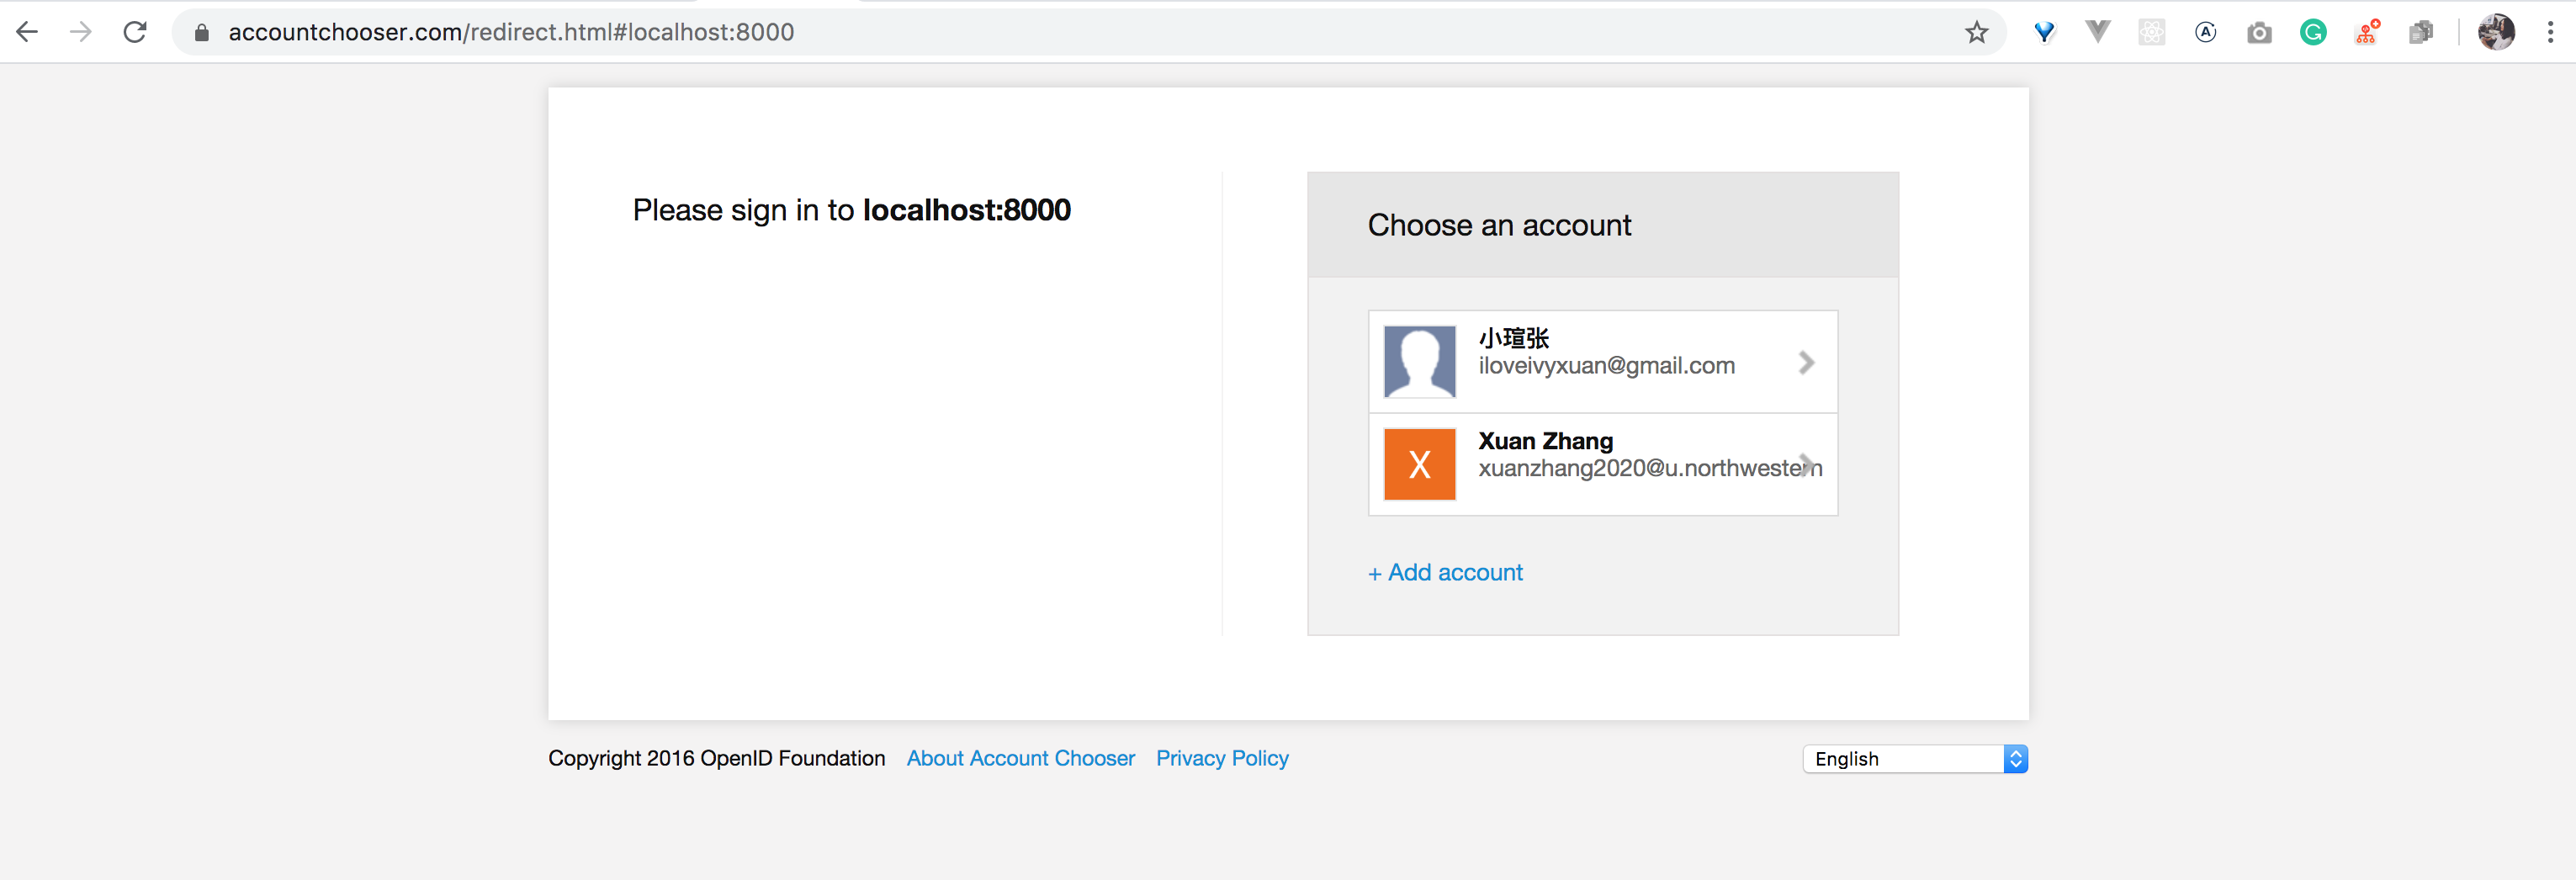 accountchooser.com/redirect.html#localhost:8000
Please sign in to localhost:8000
Choose an account
小瑄张
iloveivyxuan@gmail.com
X
Xuan Zhang
xuanzhang2020@u.northwestern
+ Add account
Copyright 2016 OpenID Foundation About Account Chooser Privacy Policy
English